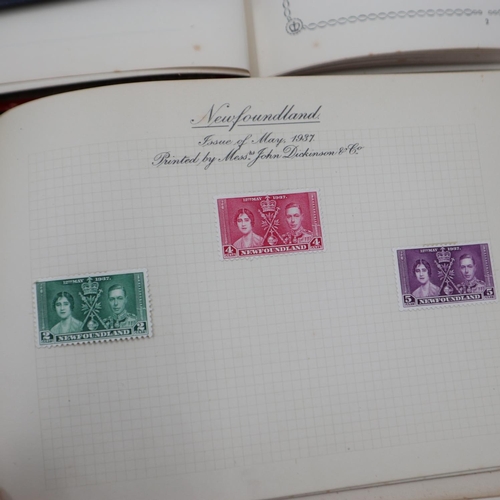 Newfoundland.
Issue of May, 1937.
Printed by Messrs John Dickinson & Co
12TH MAY 1937.
4 4
NEWFOUNDLAND
12TH MAY 1937.
5 5
NEWFOUNDLAND
12TH MAY 1937.
2 2
NEWFOUNDLAND